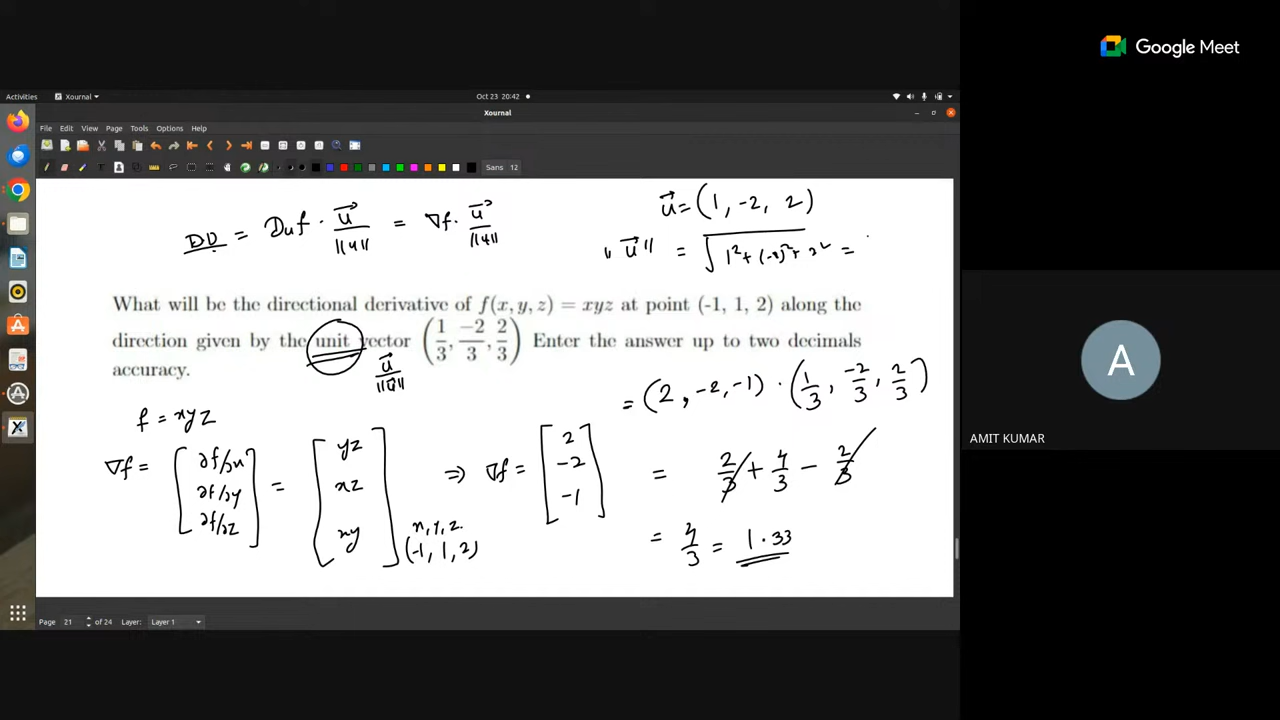 Google Meet
Activities Xournal Oct 23 20:42
Xournal
File Edit View Page Tools Options Help
Sans 12
DD = Duf · u⃗/||u|| = ∇f · u⃗/||u||
u⃗ = (1, -2, 2)
||u⃗|| = √(1² + (-2)² + 2²) =
What will be the directional derivative of f(x, y, z) = xyz at point (-1, 1, 2) along the
direction given by the unit vector (1/3, -2/3, 2/3) Enter the answer up to two decimals
accuracy.
u⃗/||u⃗||
= (2, -2, -1) · (1/3, -2/3, 2/3)
f = xyz
∇f = [∂f/∂x ∂f/∂y ∂f/∂z] = [yz xz xy] x,y,z (-1, 1, 2) ⇒ ∇f = [2 -2 -1]
= 2/3 + 4/3 - 2/3
= 4/3 = 1.33
A
AMIT KUMAR
Page 21 of 24 Layer: Layer 1